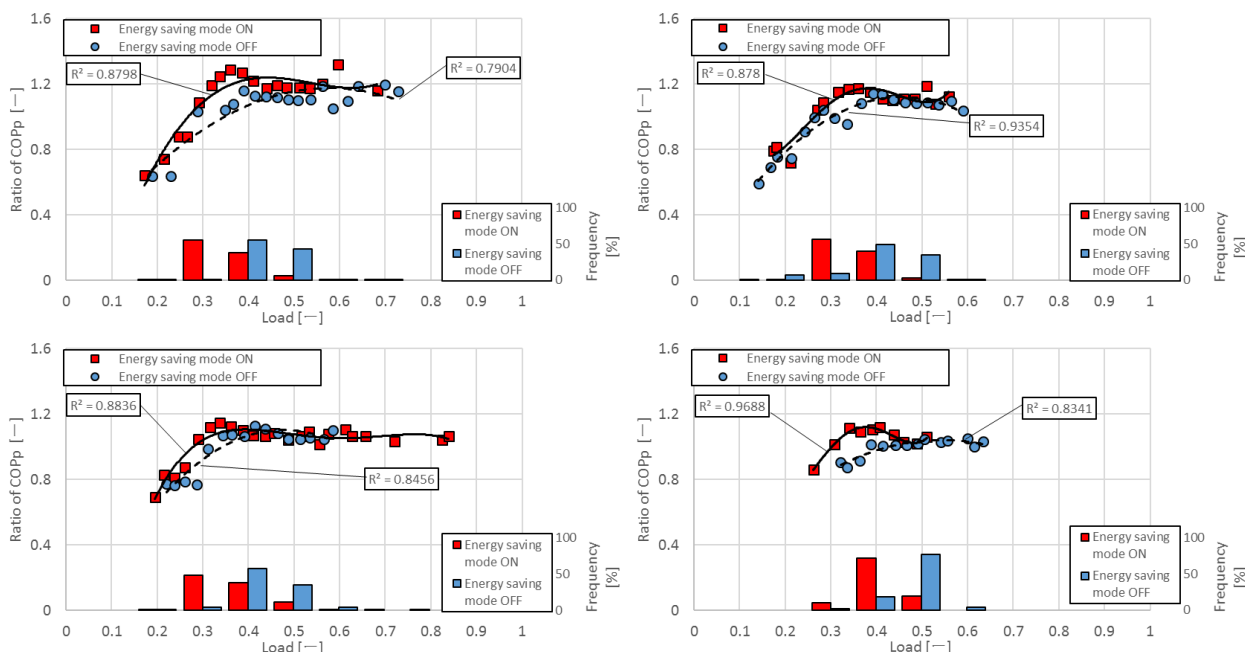 1.6
1.2
0.8
0.4
0
Ratio of COPp [—]
Energy saving mode ON
Energy saving mode OFF
R² = 0.8798
R² = 0.7904
Energy saving
mode ON
Energy saving
mode OFF
100
50
0
Frequency
[%]
0 0.1 0.2 0.3 0.4 0.5 0.6 0.7 0.8 0.9 1
Load [—]
1.6
1.2
0.8
0.4
0
Ratio of COPp [—]
Energy saving mode ON
Energy saving mode OFF
R² = 0.878
R² = 0.9354
Energy saving
mode ON
Energy saving
mode OFF
100
50
0
Frequency
[%]
0 0.1 0.2 0.3 0.4 0.5 0.6 0.7 0.8 0.9 1
Load [—]
1.6
1.2
0.8
0.4
0
Ratio of COPp [—]
Energy saving mode ON
Energy saving mode OFF
R² = 0.8836
R² = 0.8456
Energy saving
mode ON
Energy saving
mode OFF
100
50
0
Frequency
[%]
0 0.1 0.2 0.3 0.4 0.5 0.6 0.7 0.8 0.9 1
Load [—]
1.6
1.2
0.8
0.4
0
Ratio of COPp [—]
Energy saving mode ON
Energy saving mode OFF
R² = 0.9688
R² = 0.8341
Energy saving
mode ON
Energy saving
mode OFF
100
50
0
Frequency
[%]
0 0.1 0.2 0.3 0.4 0.5 0.6 0.7 0.8 0.9 1
Load [—]